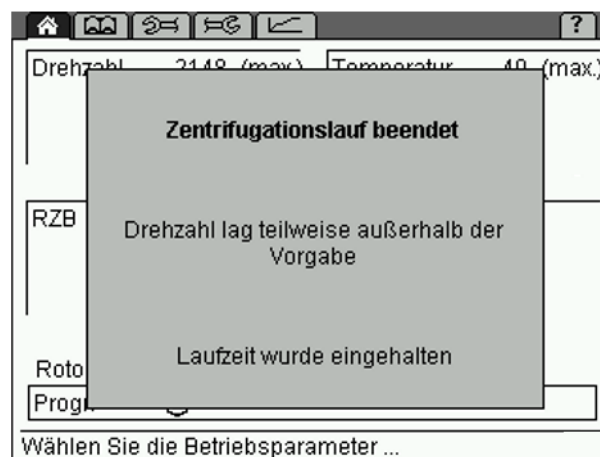 ?
Drehzahl 2148 (max.) Temperatur 40 (max.)
Zentrifugationslauf beendet
RZB
Drehzahl lag teilweise außerhalb der
Vorgabe
Laufzeit wurde eingehalten
Roto
Progr
Wählen Sie die Betriebsparameter ...